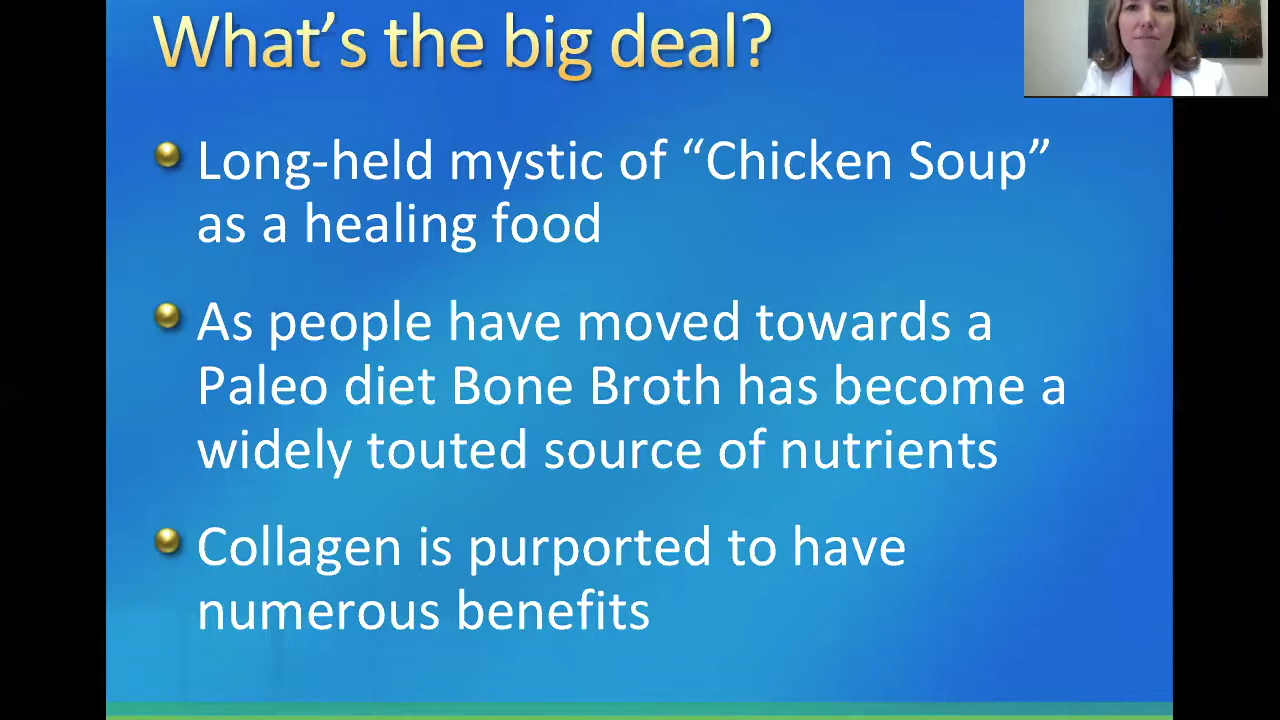 What’s the big deal?
Long-held mystic of “Chicken Soup”
as a healing food
As people have moved towards a
Paleo diet Bone Broth has become a
widely touted source of nutrients
Collagen is purported to have
numerous benefits